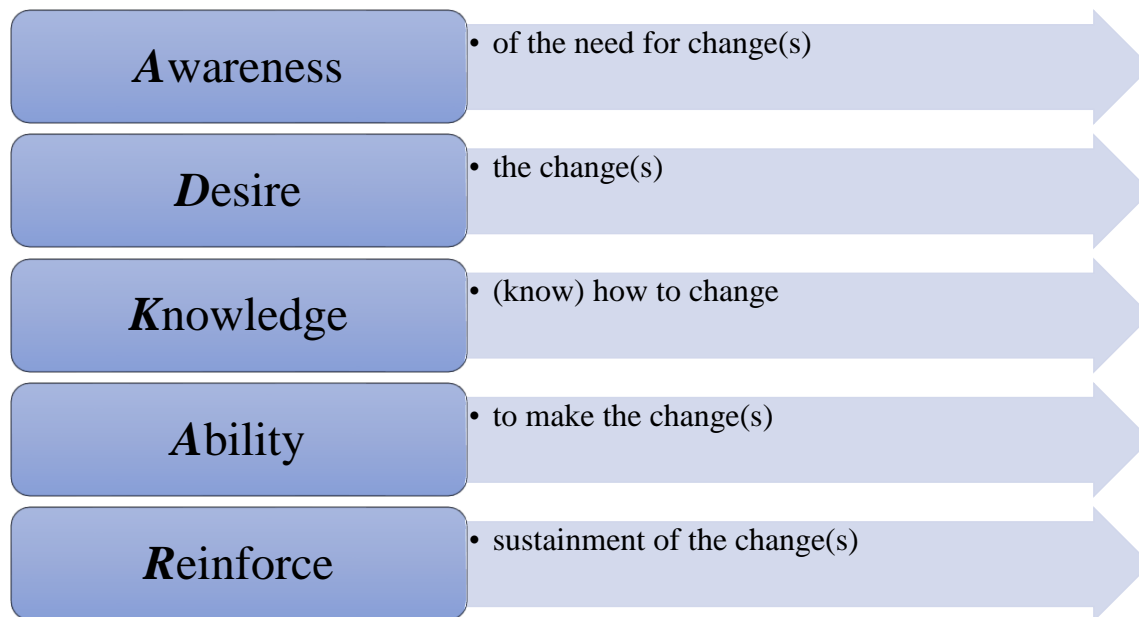 Awareness
• of the need for change(s)
Desire
• the change(s)
Knowledge
• (know) how to change
Ability
• to make the change(s)
Reinforce
• sustainment of the change(s)